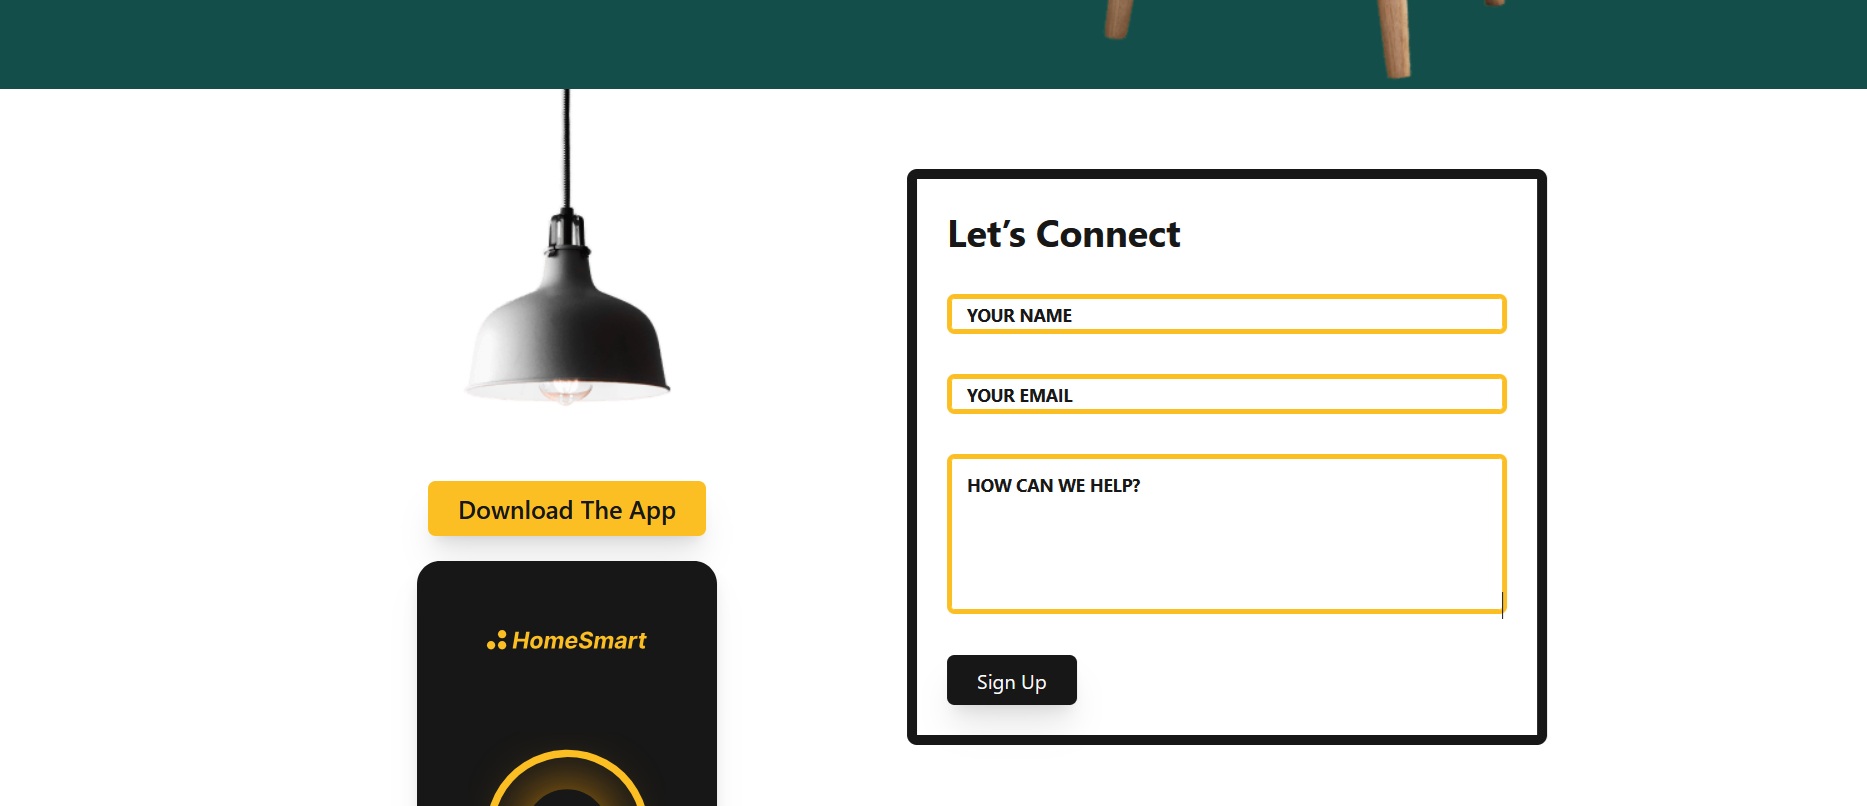 Let’s Connect
YOUR NAME
YOUR EMAIL
HOW CAN WE HELP?
Sign Up
Download The App
HomeSmart